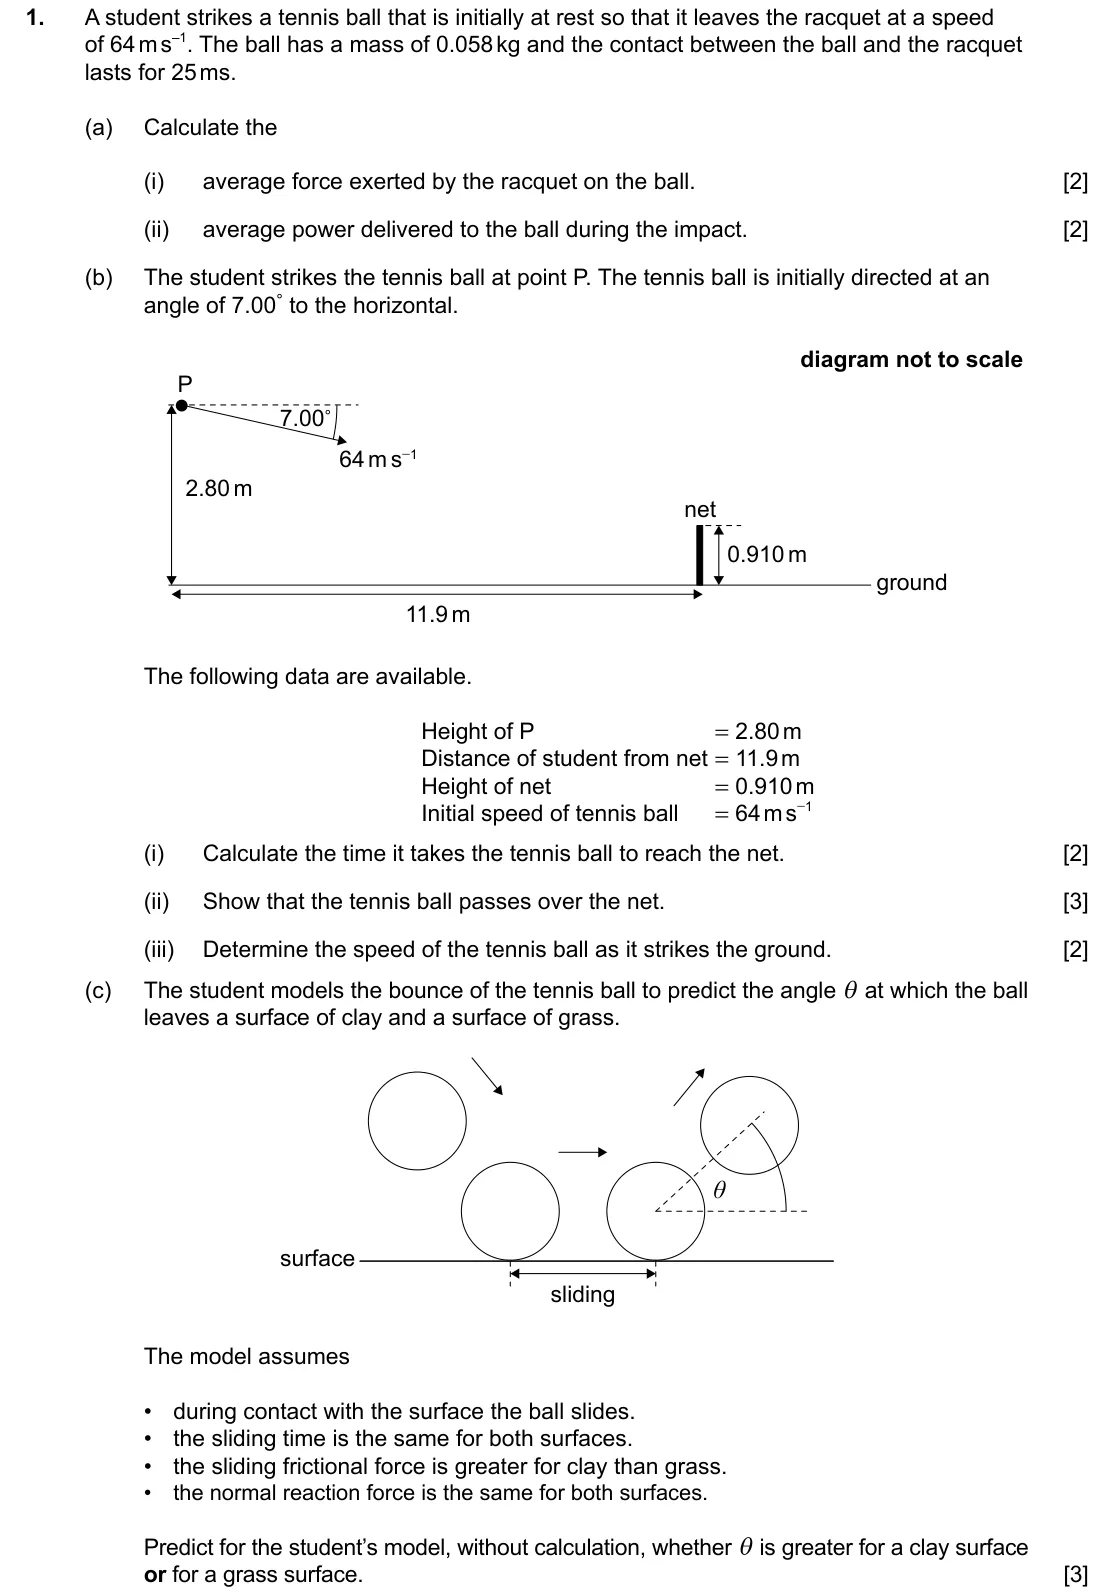 1. A student strikes a tennis ball that is initially at rest so that it leaves the racquet at a speed
of 64 m s⁻¹. The ball has a mass of 0.058 kg and the contact between the ball and the racquet
lasts for 25 ms.
(a) Calculate the
(i) average force exerted by the racquet on the ball. [2]
(ii) average power delivered to the ball during the impact. [2]
(b) The student strikes the tennis ball at point P. The tennis ball is initially directed at an
angle of 7.00° to the horizontal.
diagram not to scale
P
7.00°
64 m s⁻¹
2.80 m
net
0.910 m
ground
11.9 m
The following data are available.
Height of P = 2.80 m
Distance of student from net = 11.9 m
Height of net = 0.910 m
Initial speed of tennis ball = 64 m s⁻¹
(i) Calculate the time it takes the tennis ball to reach the net. [2]
(ii) Show that the tennis ball passes over the net. [3]
(iii) Determine the speed of the tennis ball as it strikes the ground. [2]
(c) The student models the bounce of the tennis ball to predict the angle θ at which the ball
leaves a surface of clay and a surface of grass.
θ
surface
sliding
The model assumes
• during contact with the surface the ball slides.
• the sliding time is the same for both surfaces.
• the sliding frictional force is greater for clay than grass.
• the normal reaction force is the same for both surfaces.
Predict for the student’s model, without calculation, whether θ is greater for a clay surface
or for a grass surface. [3]